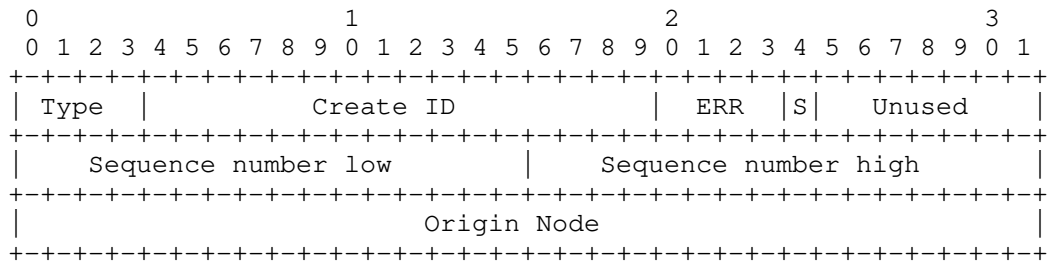 0                   1                   2                   3
 0 1 2 3 4 5 6 7 8 9 0 1 2 3 4 5 6 7 8 9 0 1 2 3 4 5 6 7 8 9 0 1
+-+-+-+-+-+-+-+-+-+-+-+-+-+-+-+-+-+-+-+-+-+-+-+-+-+-+-+-+-+-+-+-+
| Type  |          Create ID            |  ERR  |S|   Unused    |
+-+-+-+-+-+-+-+-+-+-+-+-+-+-+-+-+-+-+-+-+-+-+-+-+-+-+-+-+-+-+-+-+
|    Sequence number low        |    Sequence number high       |
+-+-+-+-+-+-+-+-+-+-+-+-+-+-+-+-+-+-+-+-+-+-+-+-+-+-+-+-+-+-+-+-+
|                         Origin Node                           |
+-+-+-+-+-+-+-+-+-+-+-+-+-+-+-+-+-+-+-+-+-+-+-+-+-+-+-+-+-+-+-+-+